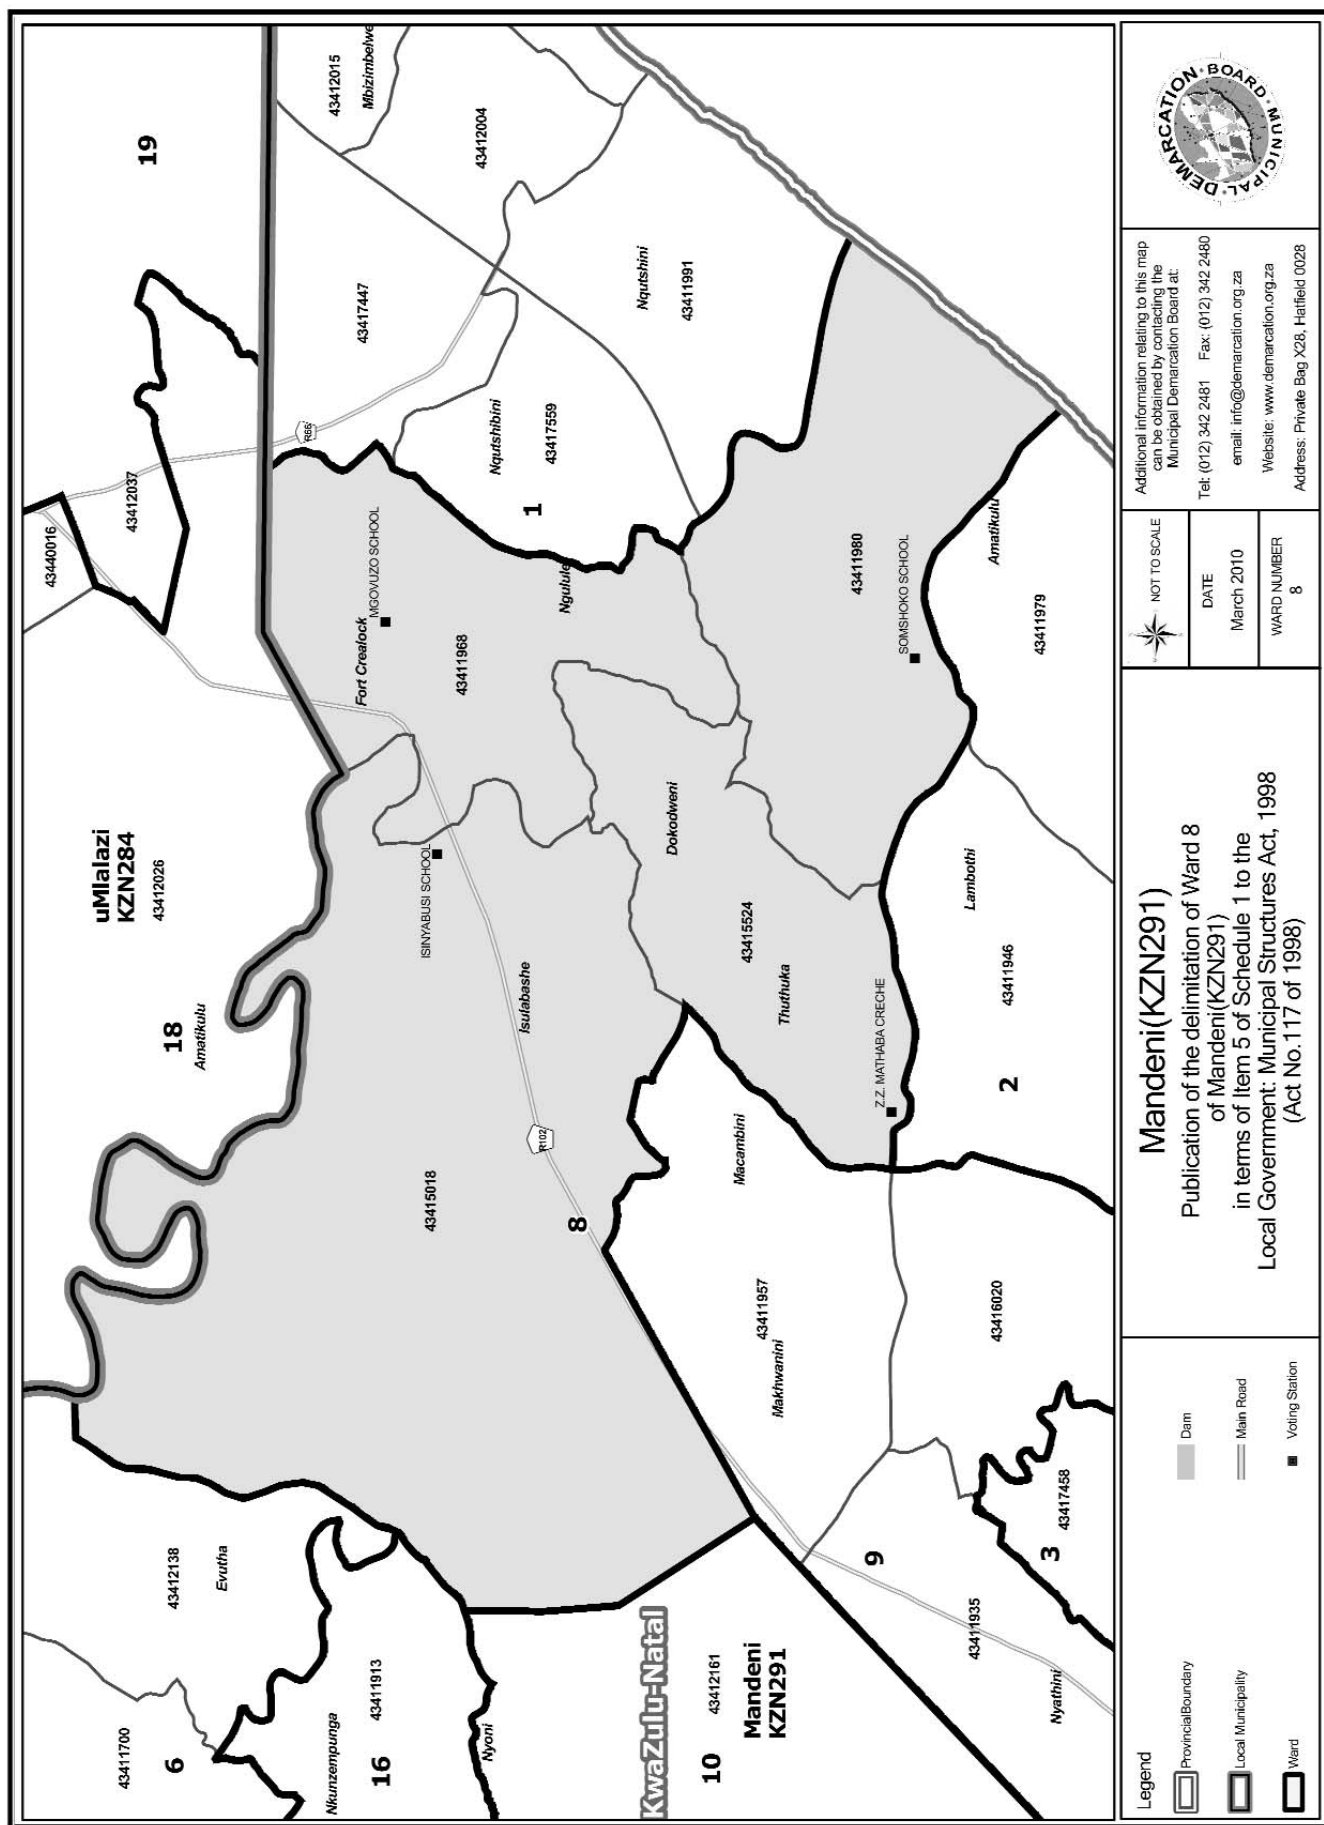 19
43412015
Mbizimbelwe
43412004
43440016
43412037
43417447
R66
Nqutshini
43411991
Nqutshibini
43417559
1
uMlalazi
KZN284
43412026
18
Amatikulu
Fort Crealock
MGOVUZO SCHOOL
43411968
Ngulule
43411980
SOMSHOKO SCHOOL
Amatikulu
43411979
ISINYABUSI SCHOOL
Isulabashe
Dokodweni
43415524
Thuthuka
Z.Z. MATHABA CRECHE
Lambothi
43411946
2
43415018
R102
8
Macambini
43411957
Makhwanini
43416020
43412138
Evutha
43411700
6
Nkunzempunga
43411913
16
Nyoni
KwaZulu-Natal
43412161
10
Mandeni
KZN291
9
43411935
Nyathini
3
43417458
Legend
ProvincialBoundary
Local Municipality
Ward
Dam
Main Road
Voting Station
Mandeni(KZN291)
Publication of the delimitation of Ward 8
of Mandeni(KZN291)
in terms of Item 5 of Schedule 1 to the
Local Government: Municipal Structures Act, 1998
(Act No.117 of 1998)
NOT TO SCALE
DATE
March 2010
WARD NUMBER
8
Additional information relating to this map
can be obtained by contacting the
Municipal Demarcation Board at:
Tel: (012) 342 2481 Fax: (012) 342 2480
email: info@demarcation.org.za
Website: www.demarcation.org.za
Address: Private Bag X28, Hatfield 0028
MUNICIPAL DEMARCATION BOARD